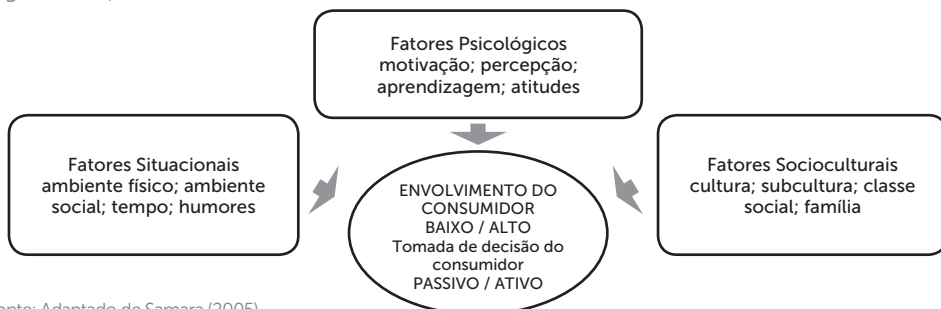 Fatores Psicológicos
motivação; percepção;
aprendizagem; atitudes
Fatores Situacionais
ambiente físico; ambiente
social; tempo; humores
ENVOLVIMENTO DO
CONSUMIDOR
BAIXO / ALTO
Tomada de decisão do
consumidor
PASSIVO / ATIVO
Fatores Socioculturais
cultura; subcultura; classe
social; família
Adaptado de Samara (2005)